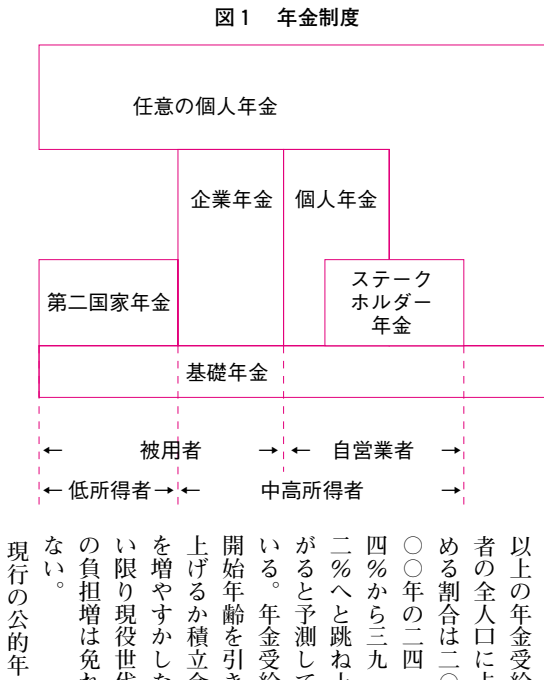 図1　年金制度
任意の個人年金
企業年金
個人年金
第二国家年金
ステーク
ホルダー
年金
基礎年金
← 被用者 → ← 自営業者 →
← 低所得者 → ← 中高所得者 →
以上の年金受給
者の全人口に占
める割合は二〇
〇〇年の二四・
四％から三九・
二％へと跳ね上
がると予測して
いる。年金受給
開始年齢を引き
上げるか積立金
を増やすかしな
い限り現役世代
の負担増は免れ
ない。
現行の公的年